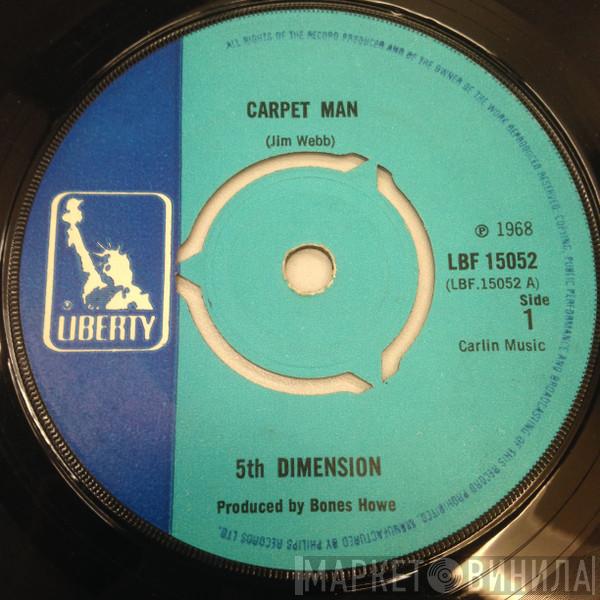 ALL RIGHTS OF THE RECORD PRODUCER AND OF THE OWNER OF THE WORK REPRODUCED RESERVED. COPYING, PUBLIC PERFORMANCE AND BROADCASTING OF THIS RECORD PROHIBITED. MANUFACTURED BY PHILIPS RECORDS LTD.
CARPET MAN
(Jim Webb)
℗ 1968
LBF 15052
(LBF.15052 A)
Side
1
Carlin Music
® LIBERTY
5th DIMENSION
Produced by Bones Howe
МАРКЕТ ВИНИЛА